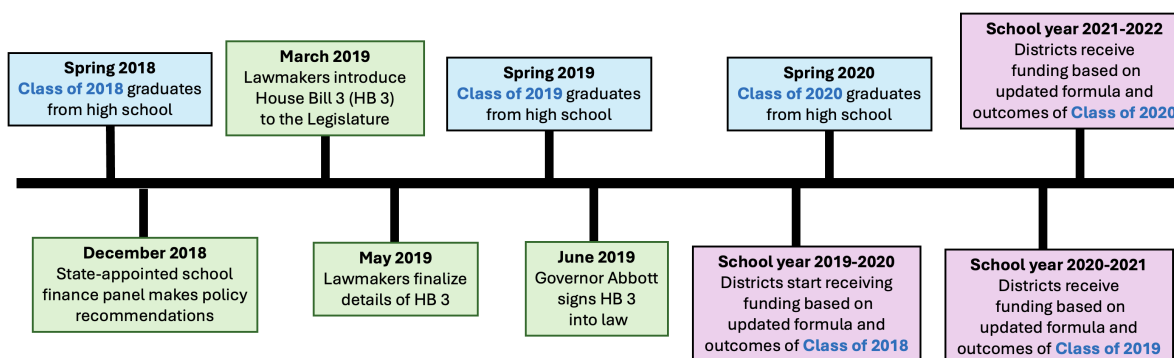 Spring 2018
Class of 2018 graduates
from high school
March 2019
Lawmakers introduce
House Bill 3 (HB 3)
to the Legislature
Spring 2019
Class of 2019 graduates
from high school
Spring 2020
Class of 2020 graduates
from high school
School year 2021-2022
Districts receive
funding based on
updated formula and
outcomes of Class of 2020
December 2018
State-appointed school
finance panel makes policy
recommendations
May 2019
Lawmakers finalize
details of HB 3
June 2019
Governor Abbott
signs HB 3
into law
School year 2019-2020
Districts start receiving
funding based on
updated formula and
outcomes of Class of 2018
School year 2020-2021
Districts receive
funding based on
updated formula and
outcomes of Class of 2019